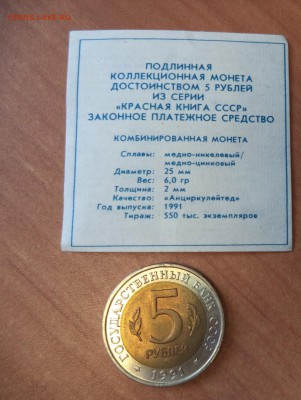 ПОДЛИННАЯ
КОЛЛЕКЦИОННАЯ МОНЕТА
ДОСТОИНСТВОМ 5 РУБЛЕЙ
ИЗ СЕРИИ
«КРАСНАЯ КНИГА СССР»
ЗАКОННОЕ ПЛАТЕЖНОЕ СРЕДСТВО
КОМБИНИРОВАННАЯ МОНЕТА
Сплавы: медно-никелевый/
медно-цинковый
Диаметр: 25 мм
Вес: 6,0 гр
Толщина: 2 мм
Качество: «Анциркулейтед»
Год выпуска: 1991
Тираж: 550 тыс. экземпляров
ГОСУДАРСТВЕННЫЙ БАНК СССР
5
РУБЛЕЙ
1991